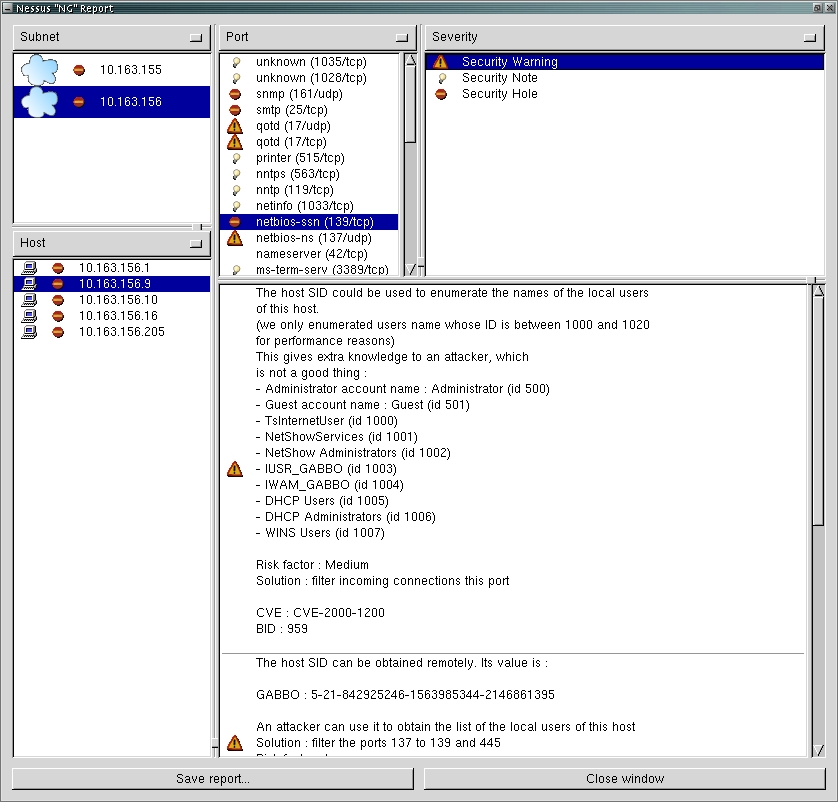 Nessus "NG" Report
Subnet
10.163.155
10.163.156
Host
10.163.156.1
10.163.156.9
10.163.156.10
10.163.156.16
10.163.156.205
Port
unknown (1035/tcp)
unknown (1028/tcp)
snmp (161/udp)
smtp (25/tcp)
qotd (17/udp)
qotd (17/tcp)
printer (515/tcp)
nntps (563/tcp)
nntp (119/tcp)
netinfo (1033/tcp)
netbios-ssn (139/tcp)
netbios-ns (137/udp)
nameserver (42/tcp)
ms-term-serv (3389/tcp)
Severity
Security Warning
Security Note
Security Hole
The host SID could be used to enumerate the names of the local users
of this host.
(we only enumerated users name whose ID is between 1000 and 1020
for performance reasons)
This gives extra knowledge to an attacker, which
is not a good thing :
- Administrator account name : Administrator (id 500)
- Guest account name : Guest (id 501)
- TsInternetUser (id 1000)
- NetShowServices (id 1001)
- NetShow Administrators (id 1002)
- IUSR_GABBO (id 1003)
- IWAM_GABBO (id 1004)
- DHCP Users (id 1005)
- DHCP Administrators (id 1006)
- WINS Users (id 1007)
Risk factor : Medium
Solution : filter incoming connections this port
CVE : CVE-2000-1200
BID : 959
The host SID can be obtained remotely. Its value is :
GABBO : 5-21-842925246-1563985344-2146861395
An attacker can use it to obtain the list of the local users of this host
Solution : filter the ports 137 to 139 and 445
Save report...
Close window